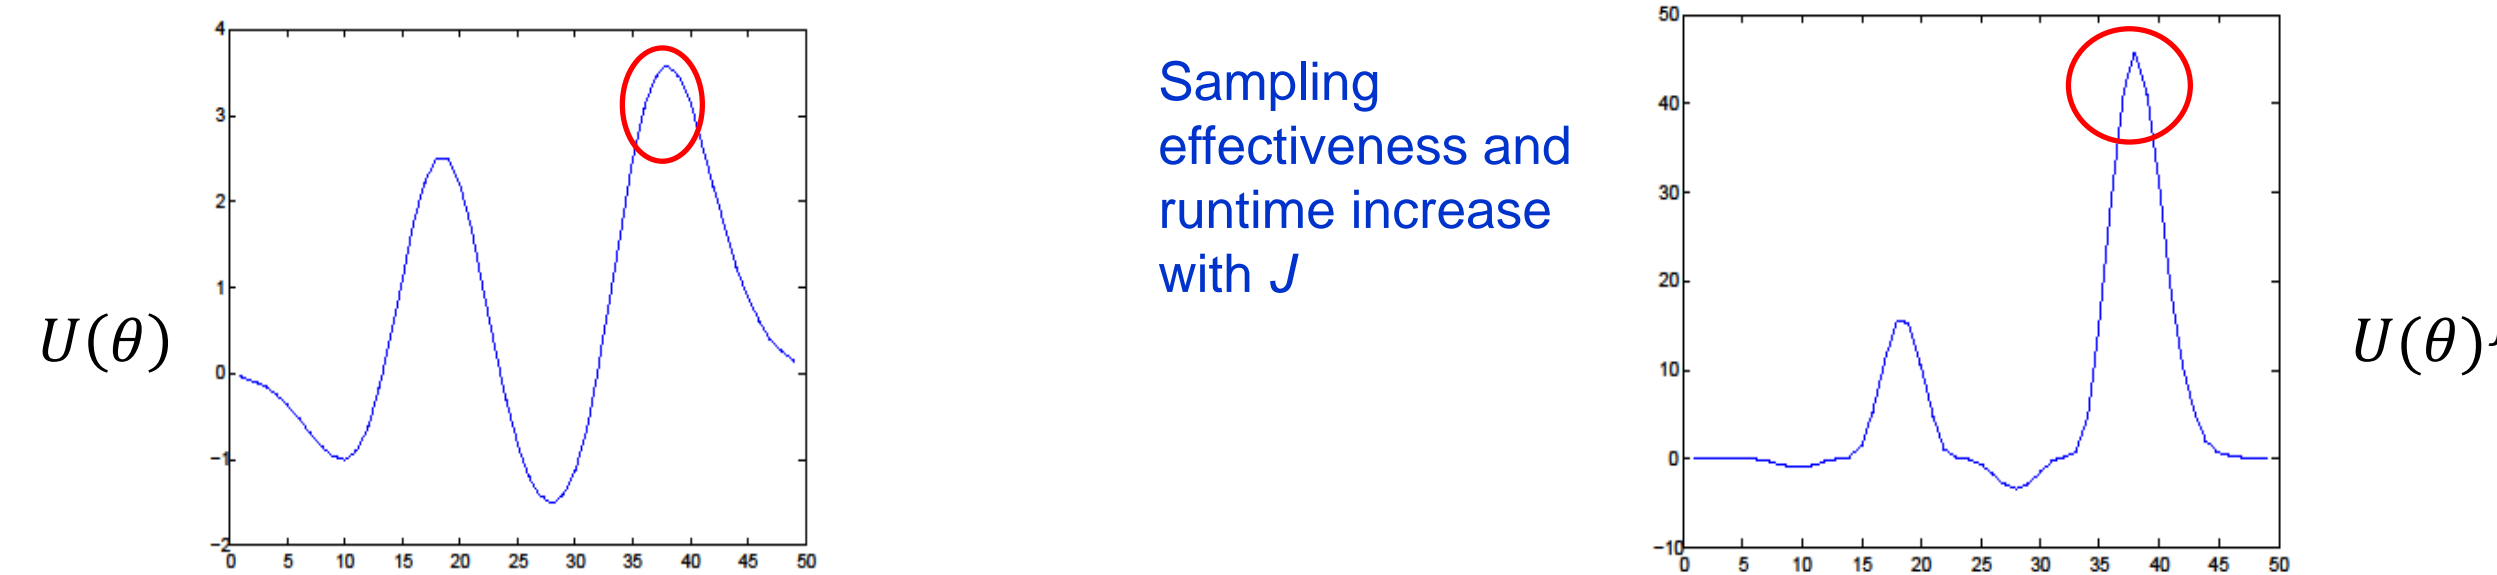 4
3
2
1
0
−1
−2
0 5 10 15 20 25 30 35 40 45 50
U(θ)
Sampling
effectiveness and
runtime increase
with J
50
40
30
20
10
0
−10
0 5 10 15 20 25 30 35 40 45 50
U(θ)